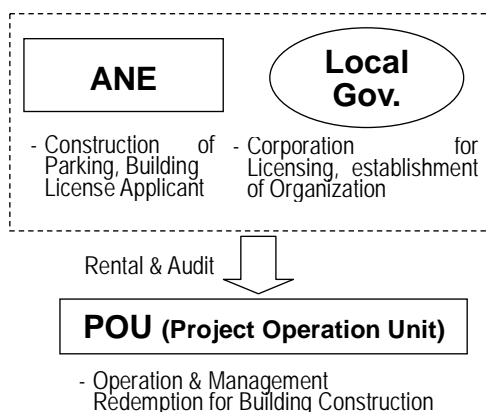 ANE
Local
Gov.
- Construction of
Parking, Building
License Applicant
- Corporation for
Licensing, establishment
of Organization
Rental & Audit
POU (Project Operation Unit)
- Operation & Management
Redemption for Building Construction